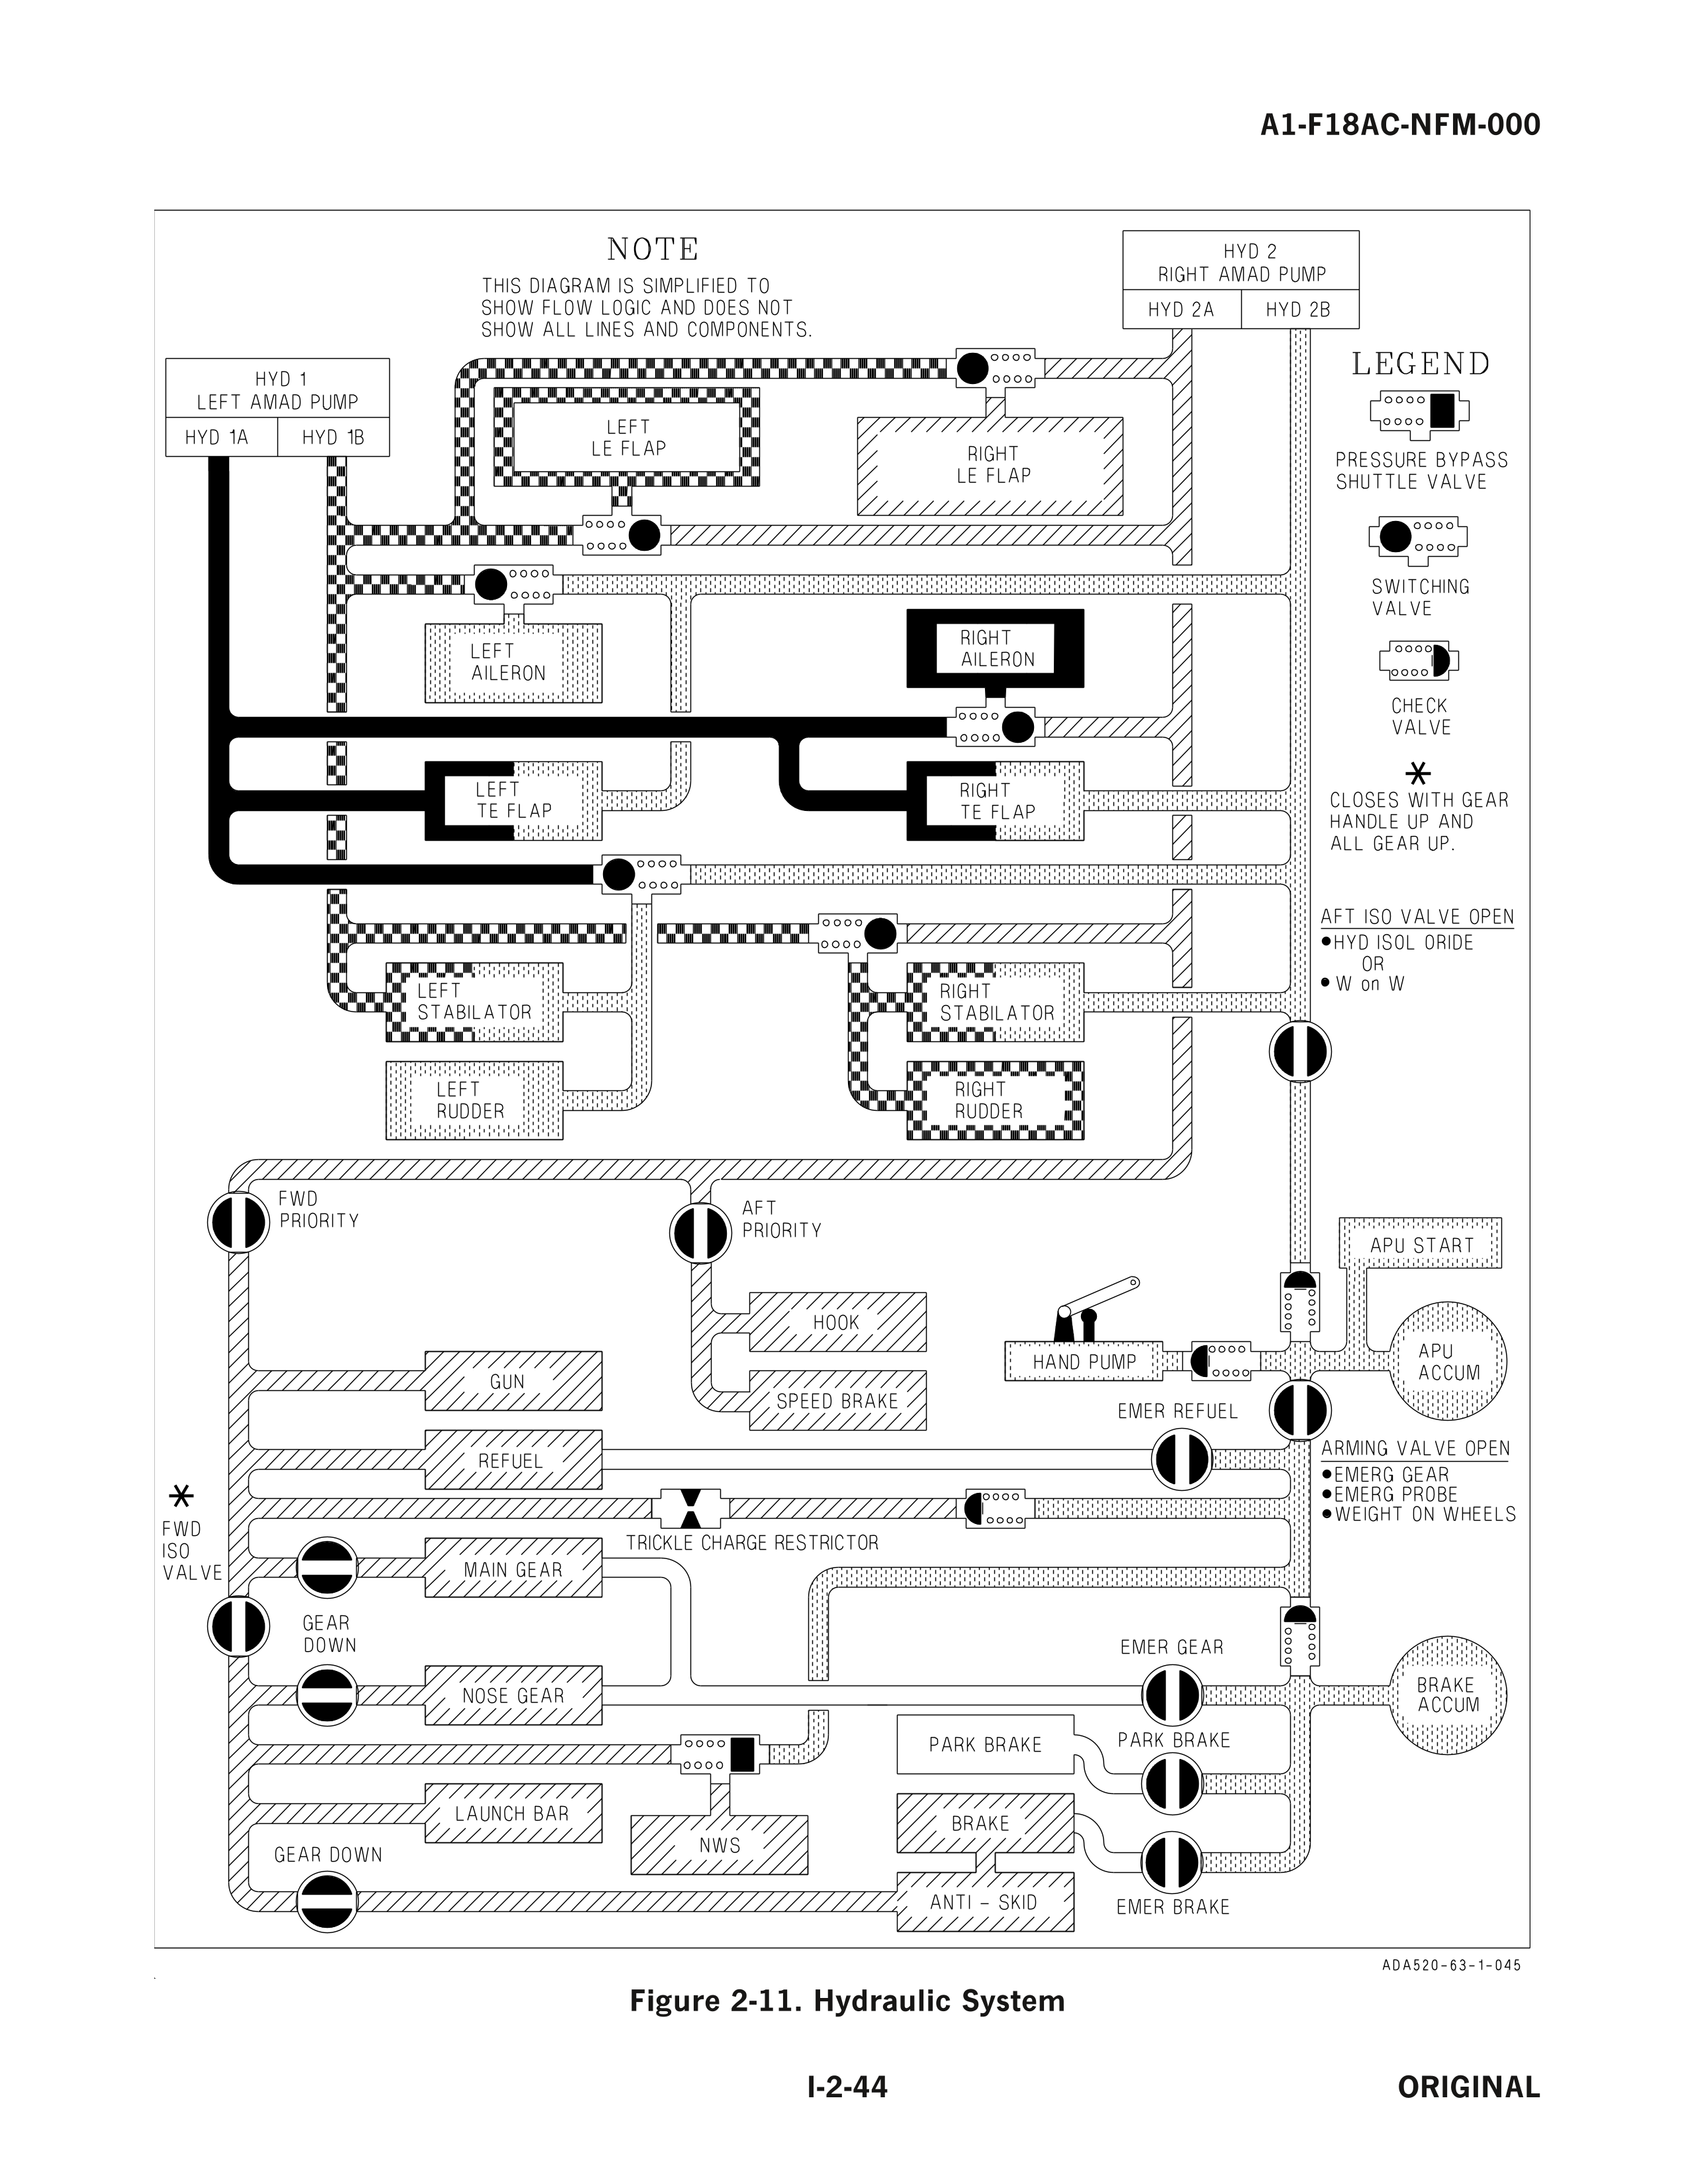 A1-F18AC-NFM-000
NOTE
THIS DIAGRAM IS SIMPLIFIED TO
SHOW FLOW LOGIC AND DOES NOT
SHOW ALL LINES AND COMPONENTS.
HYD 2
RIGHT AMAD PUMP
HYD 2A
HYD 2B
HYD 1
LEFT AMAD PUMP
HYD 1A
HYD 1B
LEFT
LE FLAP
RIGHT
LE FLAP
LEFT
AILERON
RIGHT
AILERON
LEFT
TE FLAP
RIGHT
TE FLAP
LEFT
STABILATOR
RIGHT
STABILATOR
LEFT
RUDDER
RIGHT
RUDDER
LEGEND
PRESSURE BYPASS
SHUTTLE VALVE
SWITCHING
VALVE
CHECK
VALVE
*
CLOSES WITH GEAR
HANDLE UP AND
ALL GEAR UP.
AFT ISO VALVE OPEN
●HYD ISOL ORIDE
OR
● W on W
FWD
PRIORITY
AFT
PRIORITY
HOOK
SPEED BRAKE
APU START
HAND PUMP
APU
ACCUM
GUN
REFUEL
EMER REFUEL
ARMING VALVE OPEN
●EMERG GEAR
●EMERG PROBE
●WEIGHT ON WHEELS
*
FWD
ISO
VALVE
TRICKLE CHARGE RESTRICTOR
MAIN GEAR
GEAR
DOWN
NOSE GEAR
EMER GEAR
BRAKE
ACCUM
PARK BRAKE
PARK BRAKE
LAUNCH BAR
NWS
BRAKE
GEAR DOWN
ANTI - SKID
EMER BRAKE
ADA520-63-1-045
Figure 2-11. Hydraulic System
I-2-44
ORIGINAL